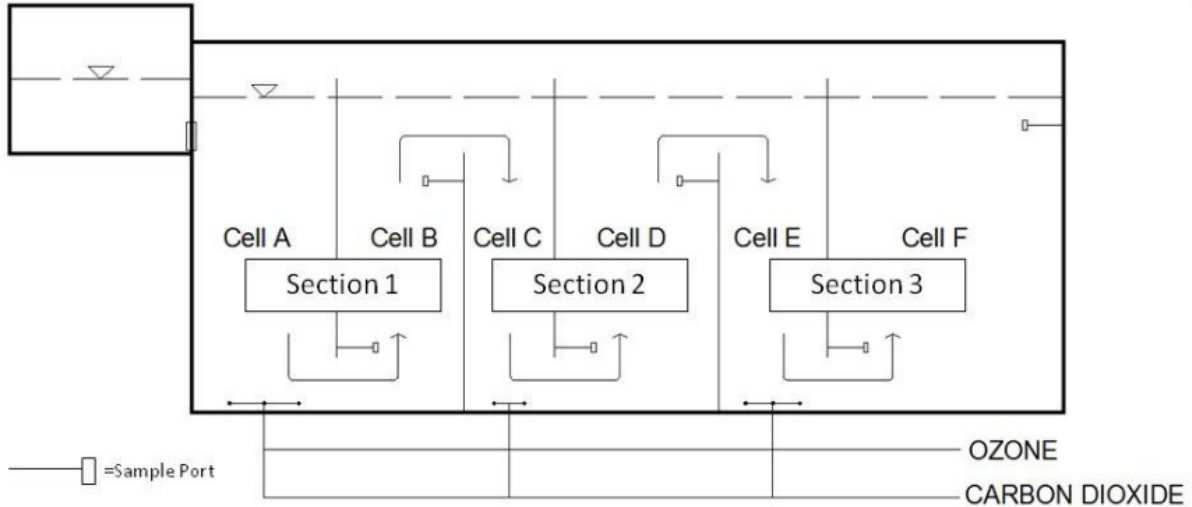 Cell A
Cell B
Cell C
Cell D
Cell E
Cell F
Section 1
Section 2
Section 3
=Sample Port
OZONE
CARBON DIOXIDE